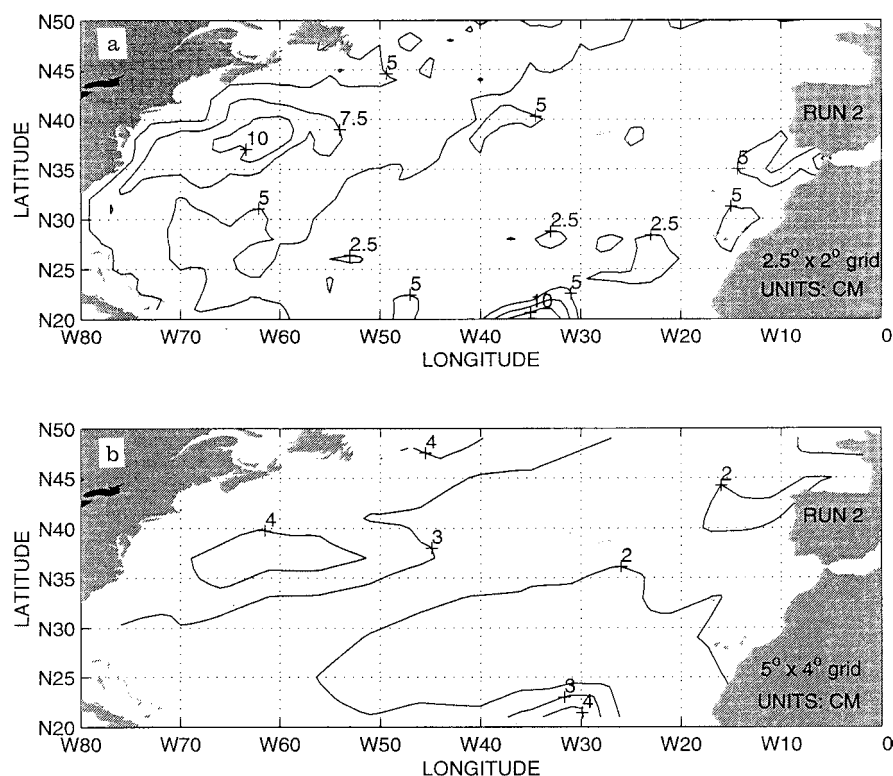 a
N50
N45
N40
N35
N30
N25
N20
LATITUDE
5
7.5
10
5
5
5
2.5
5
2.5
2.5
5
5
10
RUN 2
2.5° x 2° grid
UNITS: CM
W80
W70
W60
W50
W40
W30
W20
W10
0
LONGITUDE
b
N50
N45
N40
N35
N30
N25
N20
LATITUDE
4
2
4
3
2
3
4
RUN 2
5° x 4° grid
UNITS: CM
W80
W70
W60
W50
W40
W30
W20
W10
0
LONGITUDE